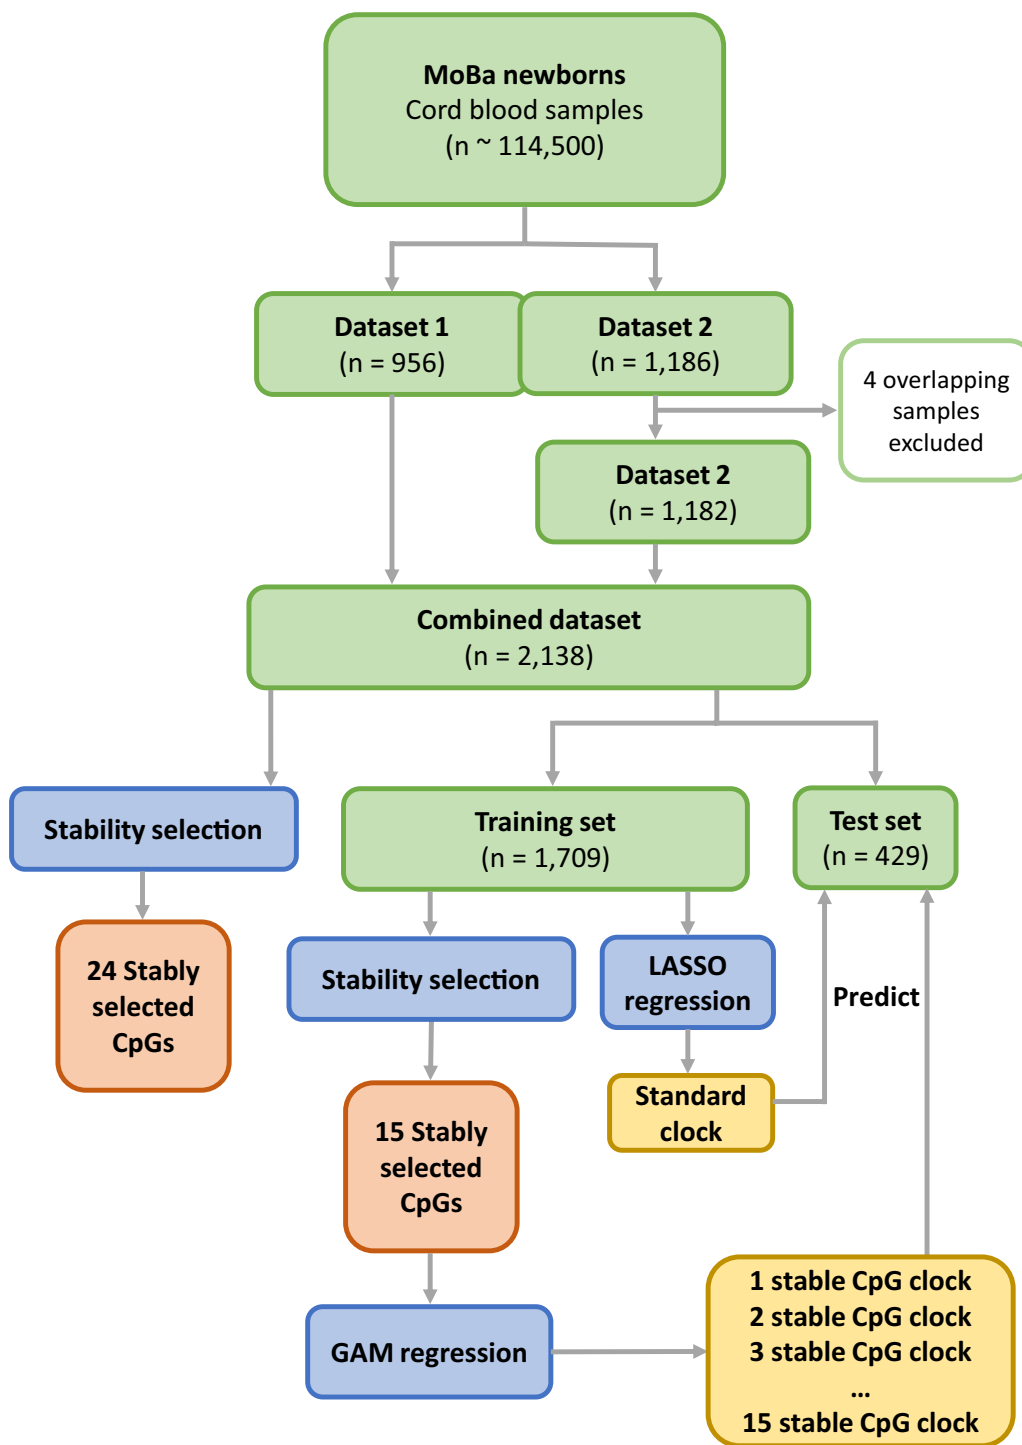 MoBa newborns
Cord blood samples
(n ~ 114,500)
Dataset 1
(n = 956)
Dataset 2
(n = 1,186)
4 overlapping
samples
excluded
Dataset 2
(n = 1,182)
Combined dataset
(n = 2,138)
Stability selection
Training set
(n = 1,709)
Test set
(n = 429)
24 Stably
selected
CpGs
Stability selection
LASSO
regression
Predict
Standard
clock
15 Stably
selected
CpGs
GAM regression
1 stable CpG clock
2 stable CpG clock
3 stable CpG clock
...
15 stable CpG clock